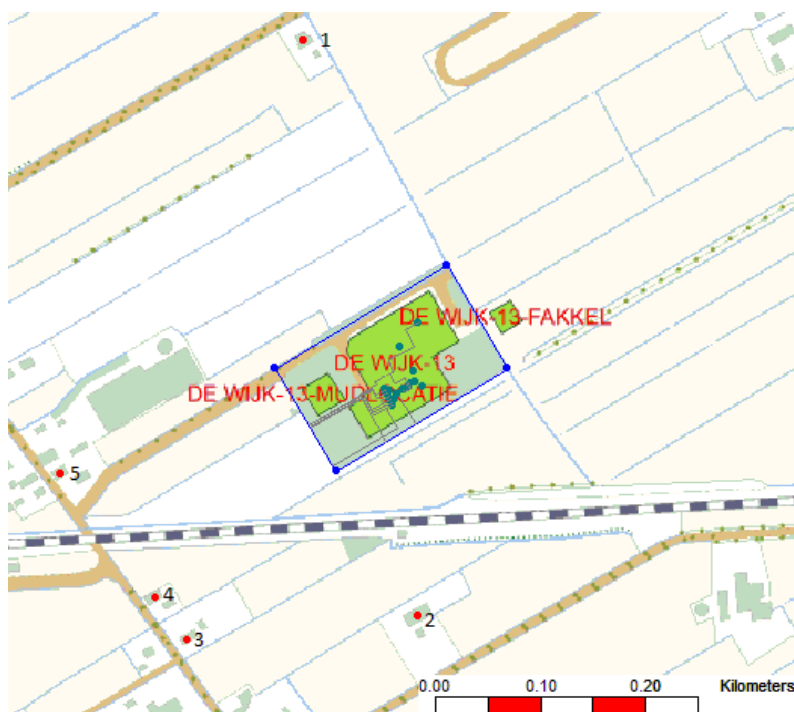 1
DE WIJK-13-FAKKEL
DE WIJK-13
DE WIJK-13-MUDLOCATIE
5
4
3
2
0.00 0.10 0.20 Kilometers